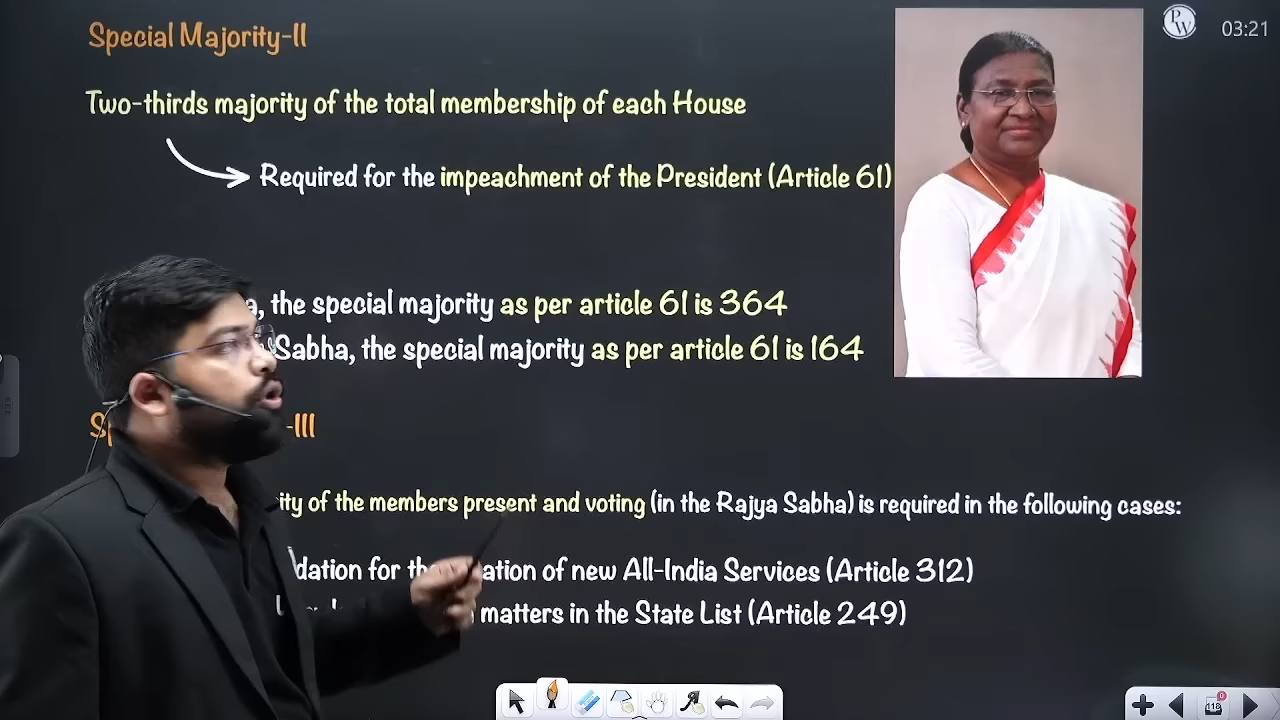 Special Majority-II
PW
03:21
Two-thirds majority of the total membership of each House
Required for the impeachment of the President (Article 61)
a, the special majority as per article 61 is 364
Sabha, the special majority as per article 61 is 164
-III
ity of the members present and voting (in the Rajya Sabha) is required in the following cases:
dation for the ation of new All-India Services (Article 312)
matters in the State List (Article 249)
118